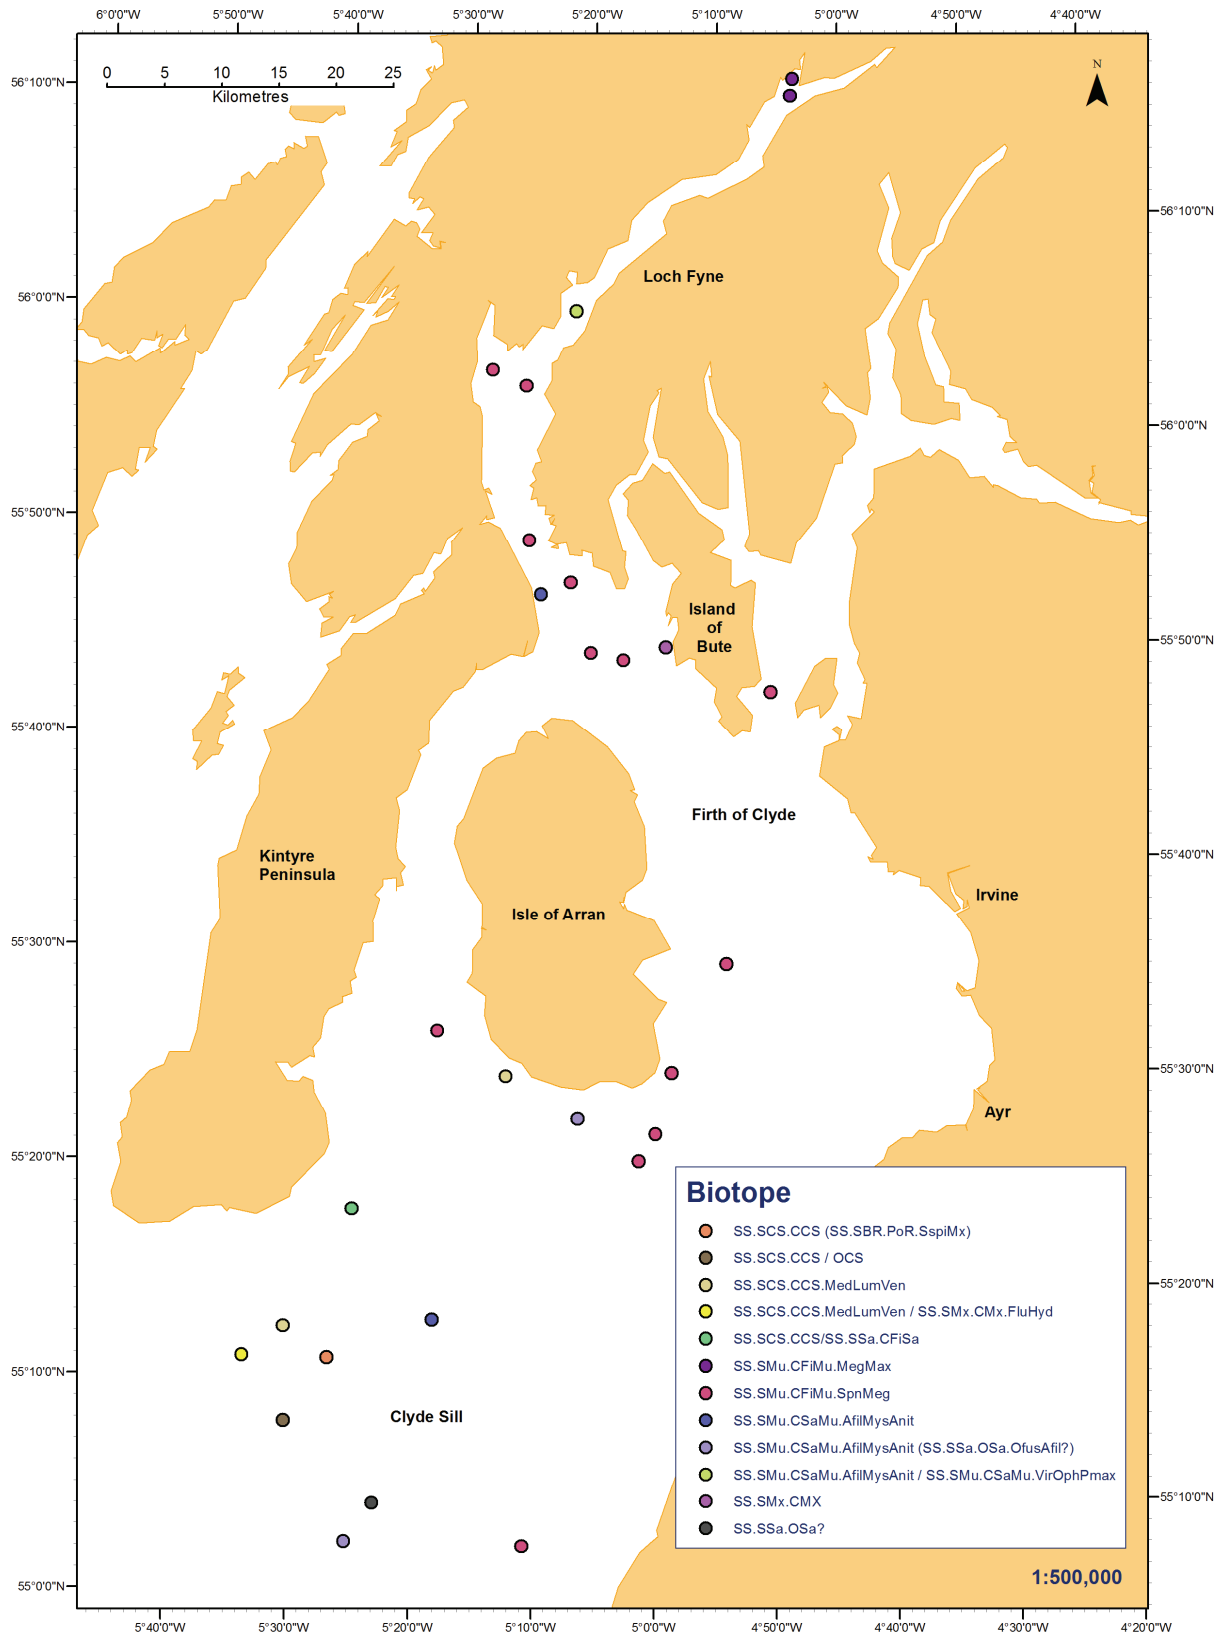 6°0'0"W 5°50'0"W 5°40'0"W 5°30'0"W 5°20'0"W 5°10'0"W 5°0'0"W 4°50'0"W 4°40'0"W
0 5 10 15 20 25
Kilometres
N
56°10'0"N
56°10'0"N
Loch Fyne
56°0'0"N
56°0'0"N
55°50'0"N
Island
of
Bute
55°50'0"N
55°40'0"N
Firth of Clyde
55°40'0"N
Kintyre
Peninsula
Irvine
Isle of Arran
55°30'0"N
55°30'0"N
Ayr
55°20'0"N
Biotope
SS.SCS.CCS (SS.SBR.PoR.SspiMx)
SS.SCS.CCS / OCS
SS.SCS.CCS.MedLumVen
55°20'0"N
SS.SCS.CCS.MedLumVen / SS.SMx.CMx.FluHyd
SS.SCS.CCS/SS.SSa.CFiSa
SS.SMu.CFiMu.MegMax
55°10'0"N
SS.SMu.CFiMu.SpnMeg
Clyde Sill
SS.SMu.CSaMu.AfilMysAnit
SS.SMu.CSaMu.AfilMysAnit (SS.SSa.OSa.OfusAfil?)
SS.SMu.CSaMu.AfilMysAnit / SS.SMu.CSaMu.VirOphPmax
55°10'0"N
SS.SMx.CMX
SS.SSa.OSa?
1:500,000
55°0'0"N
5°40'0"W 5°30'0"W 5°20'0"W 5°10'0"W 5°0'0"W 4°50'0"W 4°40'0"W 4°30'0"W 4°20'0"W